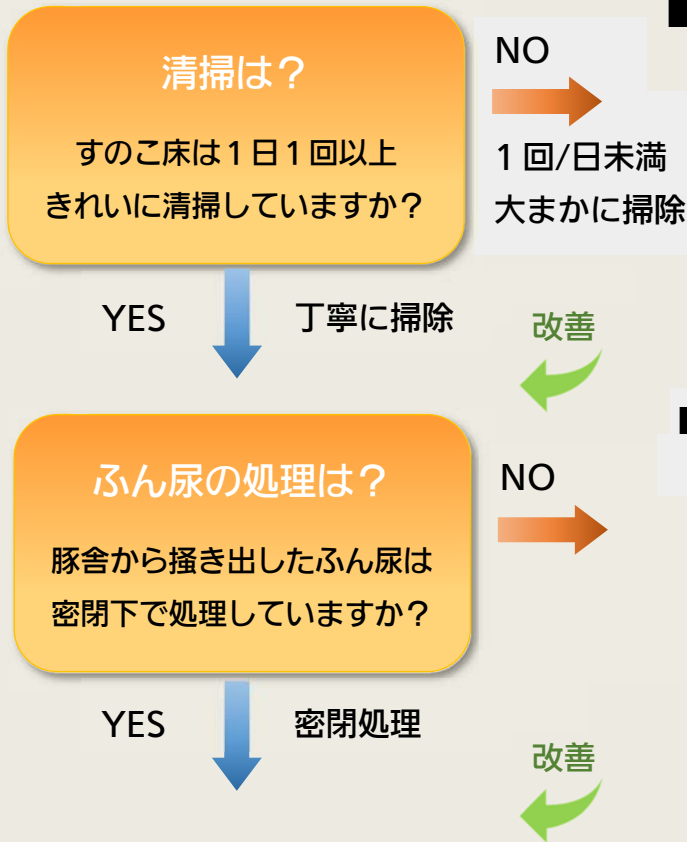 清掃は？
すのこ床は１日１回以上
きれいに清掃していますか？
NO
１回/日未満
大まかに掃除
YES
丁寧に掃除
改善
ふん尿の処理は？
豚舎から掻き出したふん尿は
密閉下で処理していますか？
NO
YES
密閉処理
改善